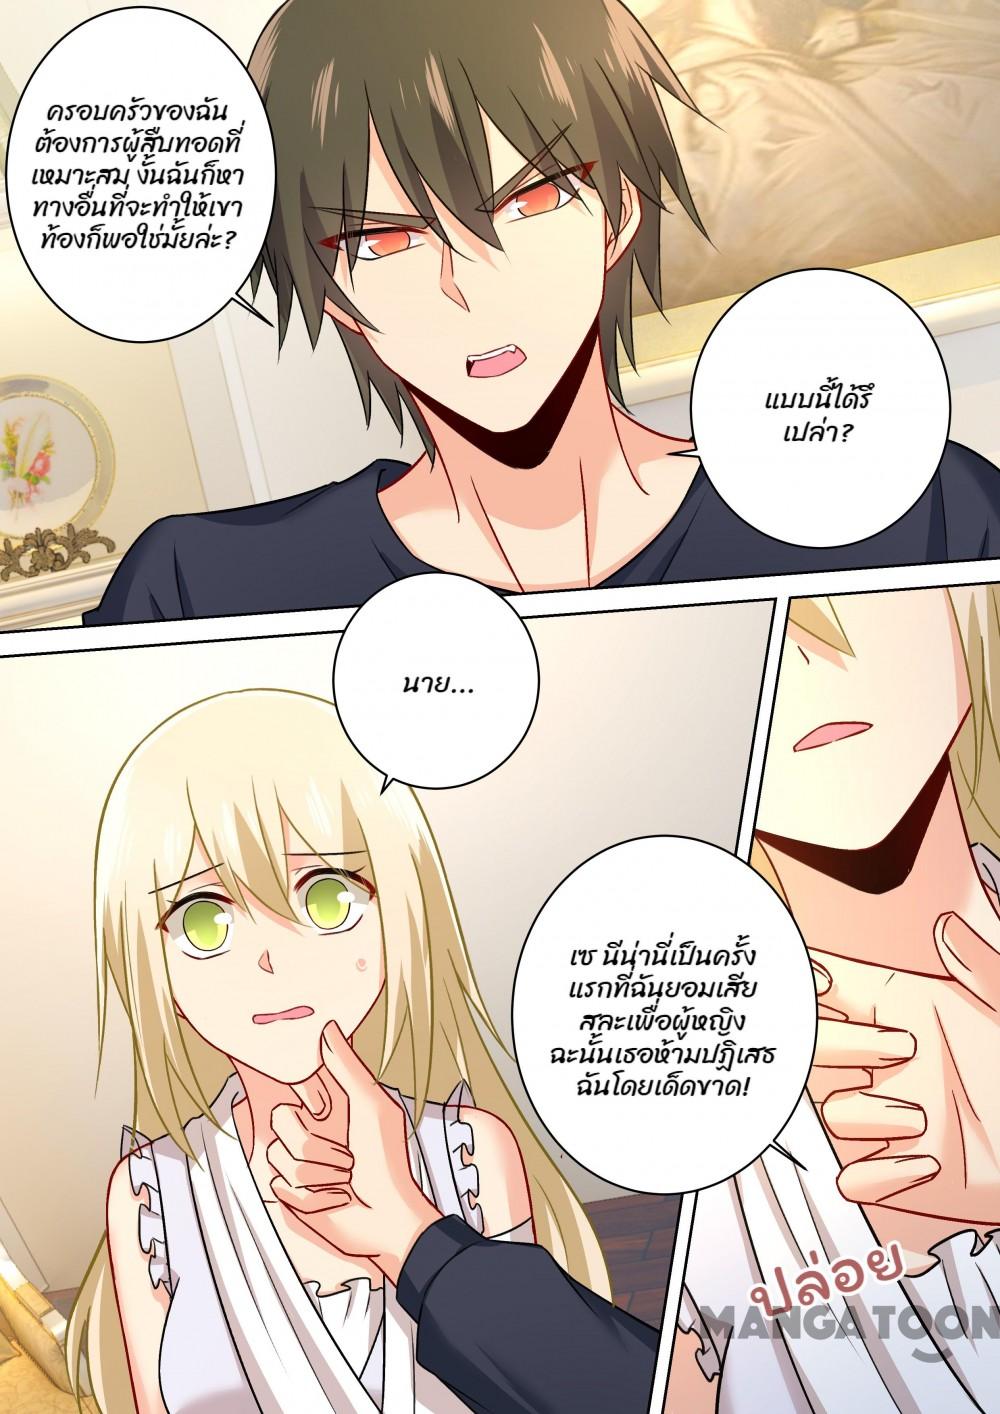 ครอบครัวของฉัน
ต้องการผู้สืบทอดที่
เหมาะสม งั้นฉันก็หา
ทางอื่นที่จะทำให้เขา
ท้องก็พอใช่มั้ยล่ะ?
แบบนี้ได้รึ
เปล่า?
นาย...
เซ นีน่านี่เป็นครั้ง
แรกที่ฉันยอมเสีย
สละเพื่อผู้หญิง
ฉะนั้นเธอห้ามปฏิเสธ
ฉันโดยเด็ดขาด!
ปล่อย
MANGATOON